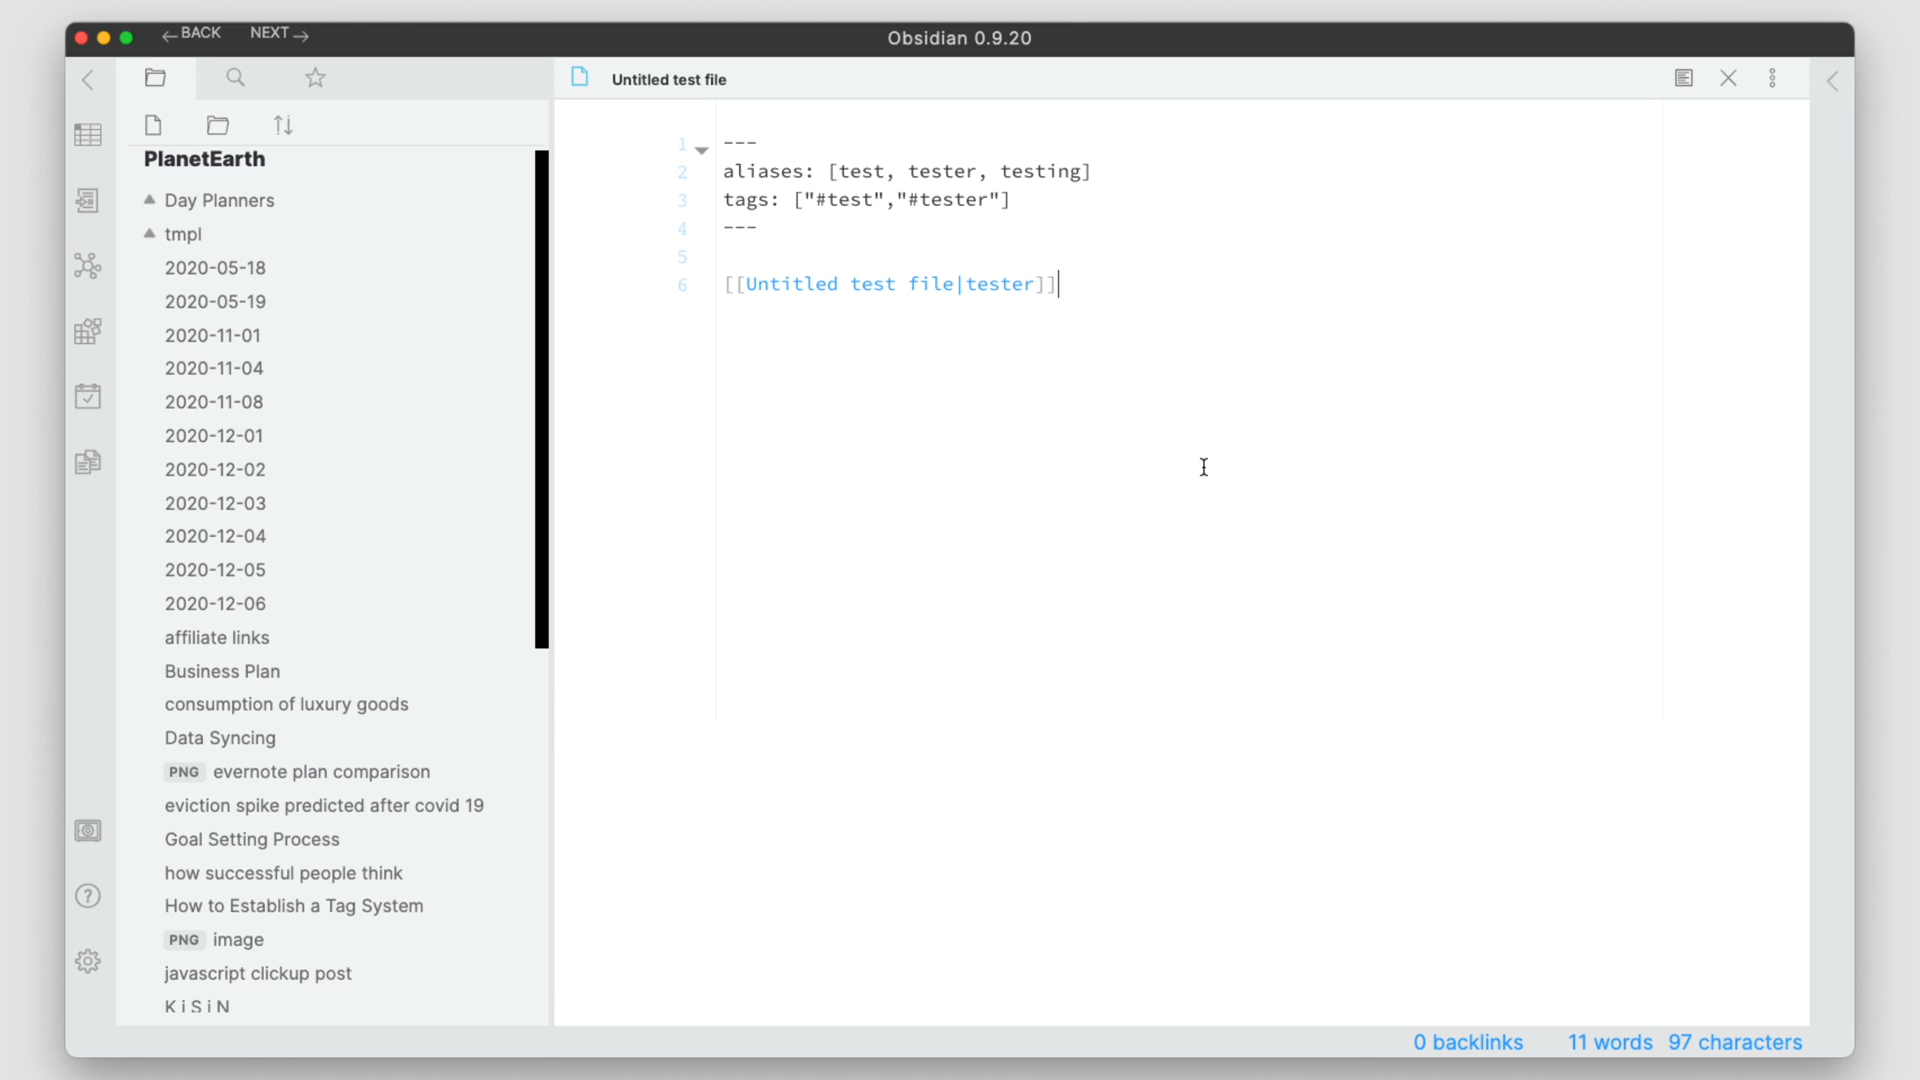 ← BACK NEXT →
Obsidian 0.9.20
Untitled test file
PlanetEarth
Day Planners
tmpl
2020-05-18
2020-05-19
2020-11-01
2020-11-04
2020-11-08
2020-12-01
2020-12-02
2020-12-03
2020-12-04
2020-12-05
2020-12-06
affiliate links
Business Plan
consumption of luxury goods
Data Syncing
PNG evernote plan comparison
eviction spike predicted after covid 19
Goal Setting Process
how successful people think
How to Establish a Tag System
PNG image
javascript clickup post
K i S i N
1 ---
2 aliases: [test, tester, testing]
3 tags: ["#test","#tester"]
4 ---
5
6 [[Untitled test file|tester]]
0 backlinks 11 words 97 characters